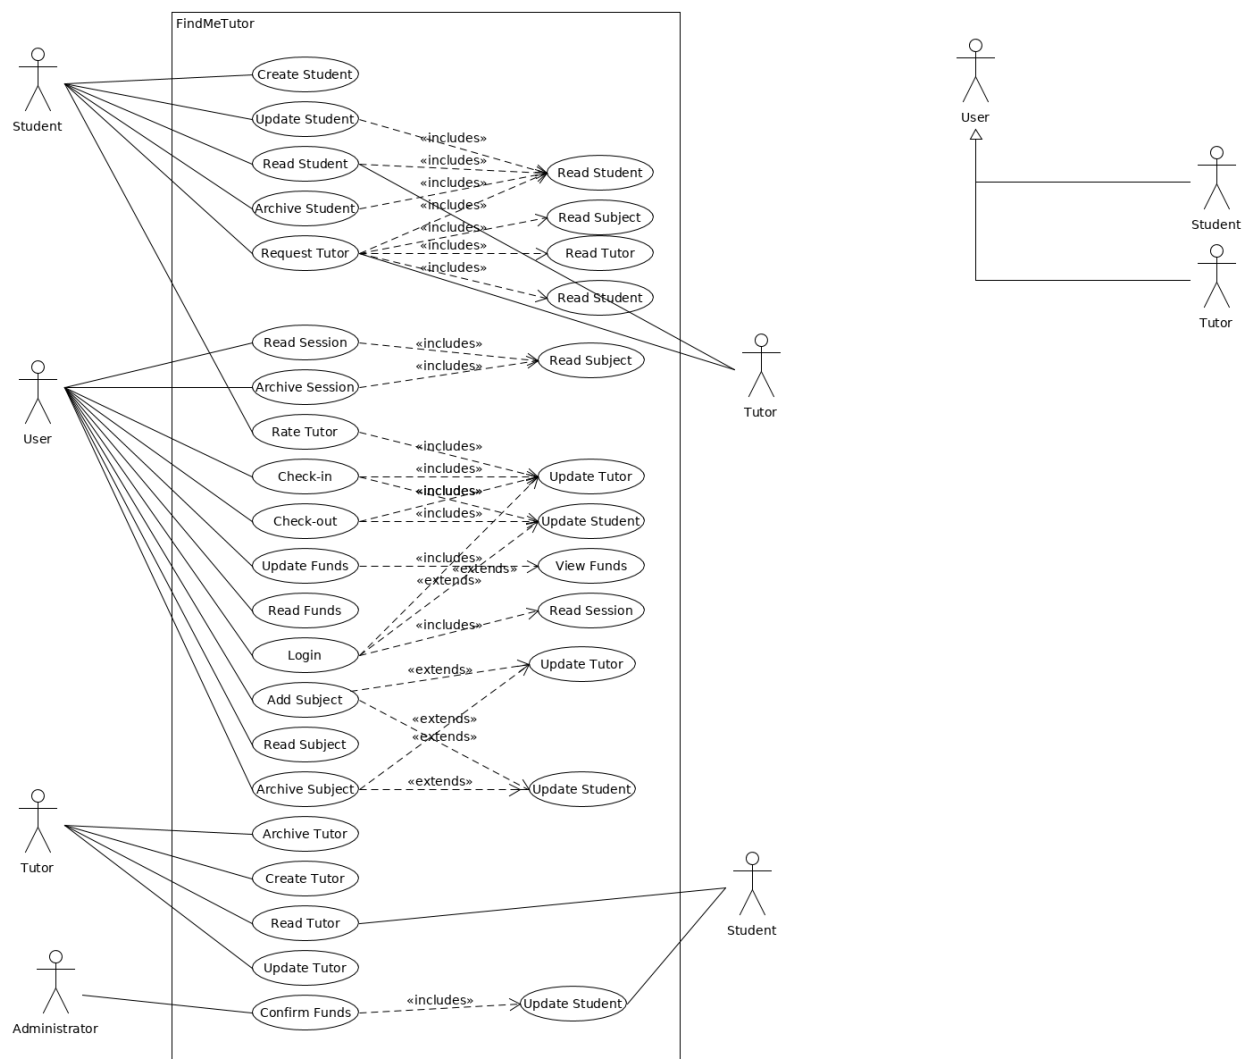 FindMeTutor
Create Student
Student
Update Student
«includes»
Read Student
«includes»
Read Student
«includes»
Archive Student
«includes»
Read Subject
«includes»
Request Tutor
«includes»
Read Tutor
«includes»
Read Student
Read Session
«includes»
Read Subject
«includes»
Archive Session
User
Rate Tutor
«includes»
Check-in
«includes»
Update Tutor
«includes»
«includes»
Check-out
«includes»
Update Student
Update Funds
«includes»
View Funds
«extends»
«extends»
Read Funds
Read Session
«includes»
Login
Update Tutor
«extends»
Add Subject
«extends»
«extends»
Read Subject
Archive Subject
«extends»
Update Student
Archive Tutor
Tutor
Create Tutor
Read Tutor
Student
Update Tutor
«includes»
Update Student
Confirm Funds
Administrator
Tutor
User
Student
Tutor